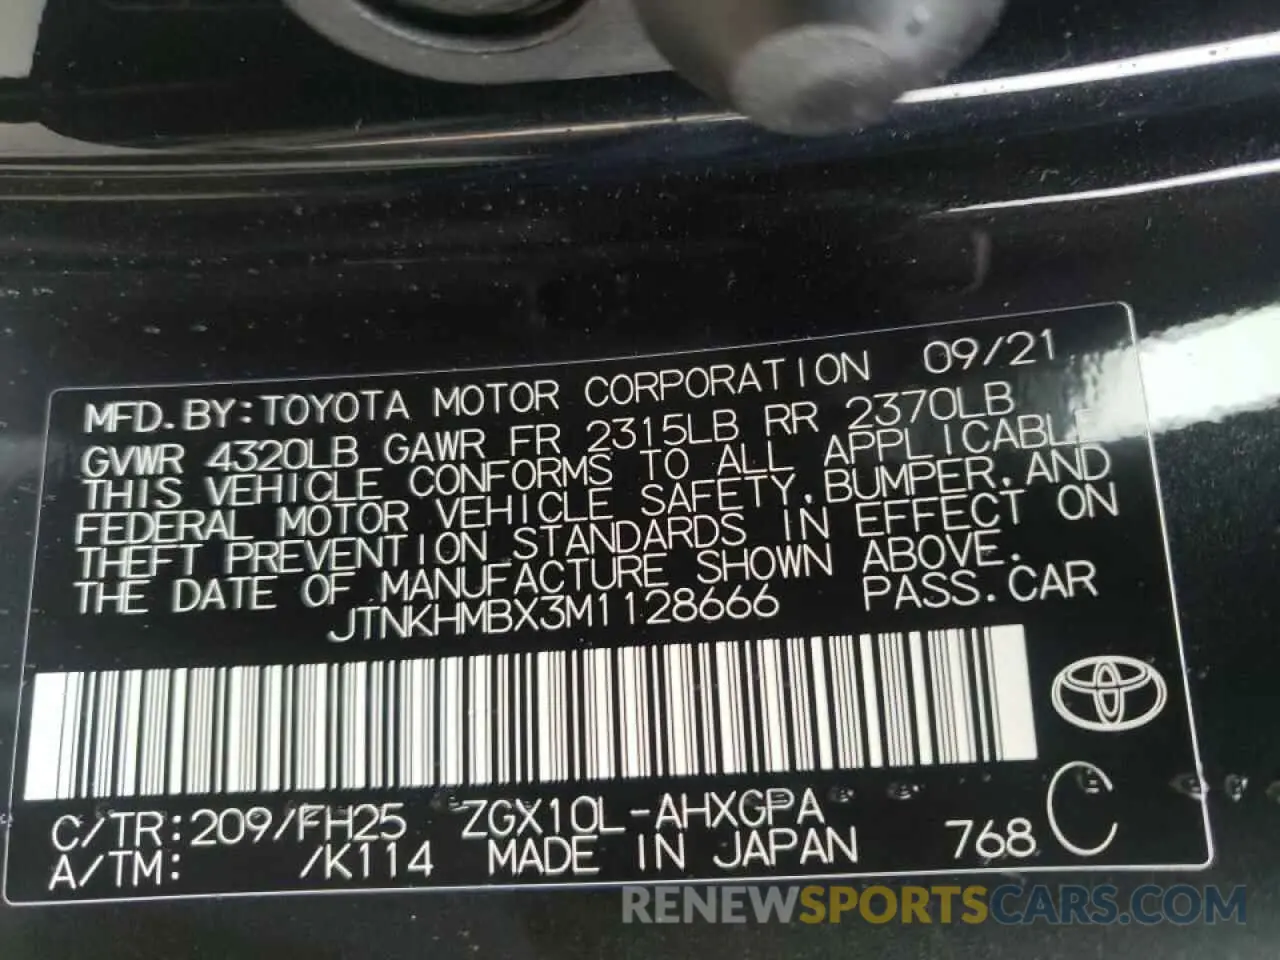 MFD. BY: TOYOTA MOTOR CORPORATION 09/21
GVWR 4320LB GAWR FR 2315LB RR 2370LB
THIS VEHICLE CONFORMS TO ALL APPLICABLE
FEDERAL MOTOR VEHICLE SAFETY, BUMPER, AND
THEFT PREVENTION STANDARDS IN EFFECT ON
THE DATE OF MANUFACTURE SHOWN ABOVE.
JTNKHMBX3M1128666 PASS. CAR
C/TR: 209/FH25 ZGX10L-AHXGPA
A/TM: /K114 MADE IN JAPAN 768 C
RENEWSPORTSCARS.COM